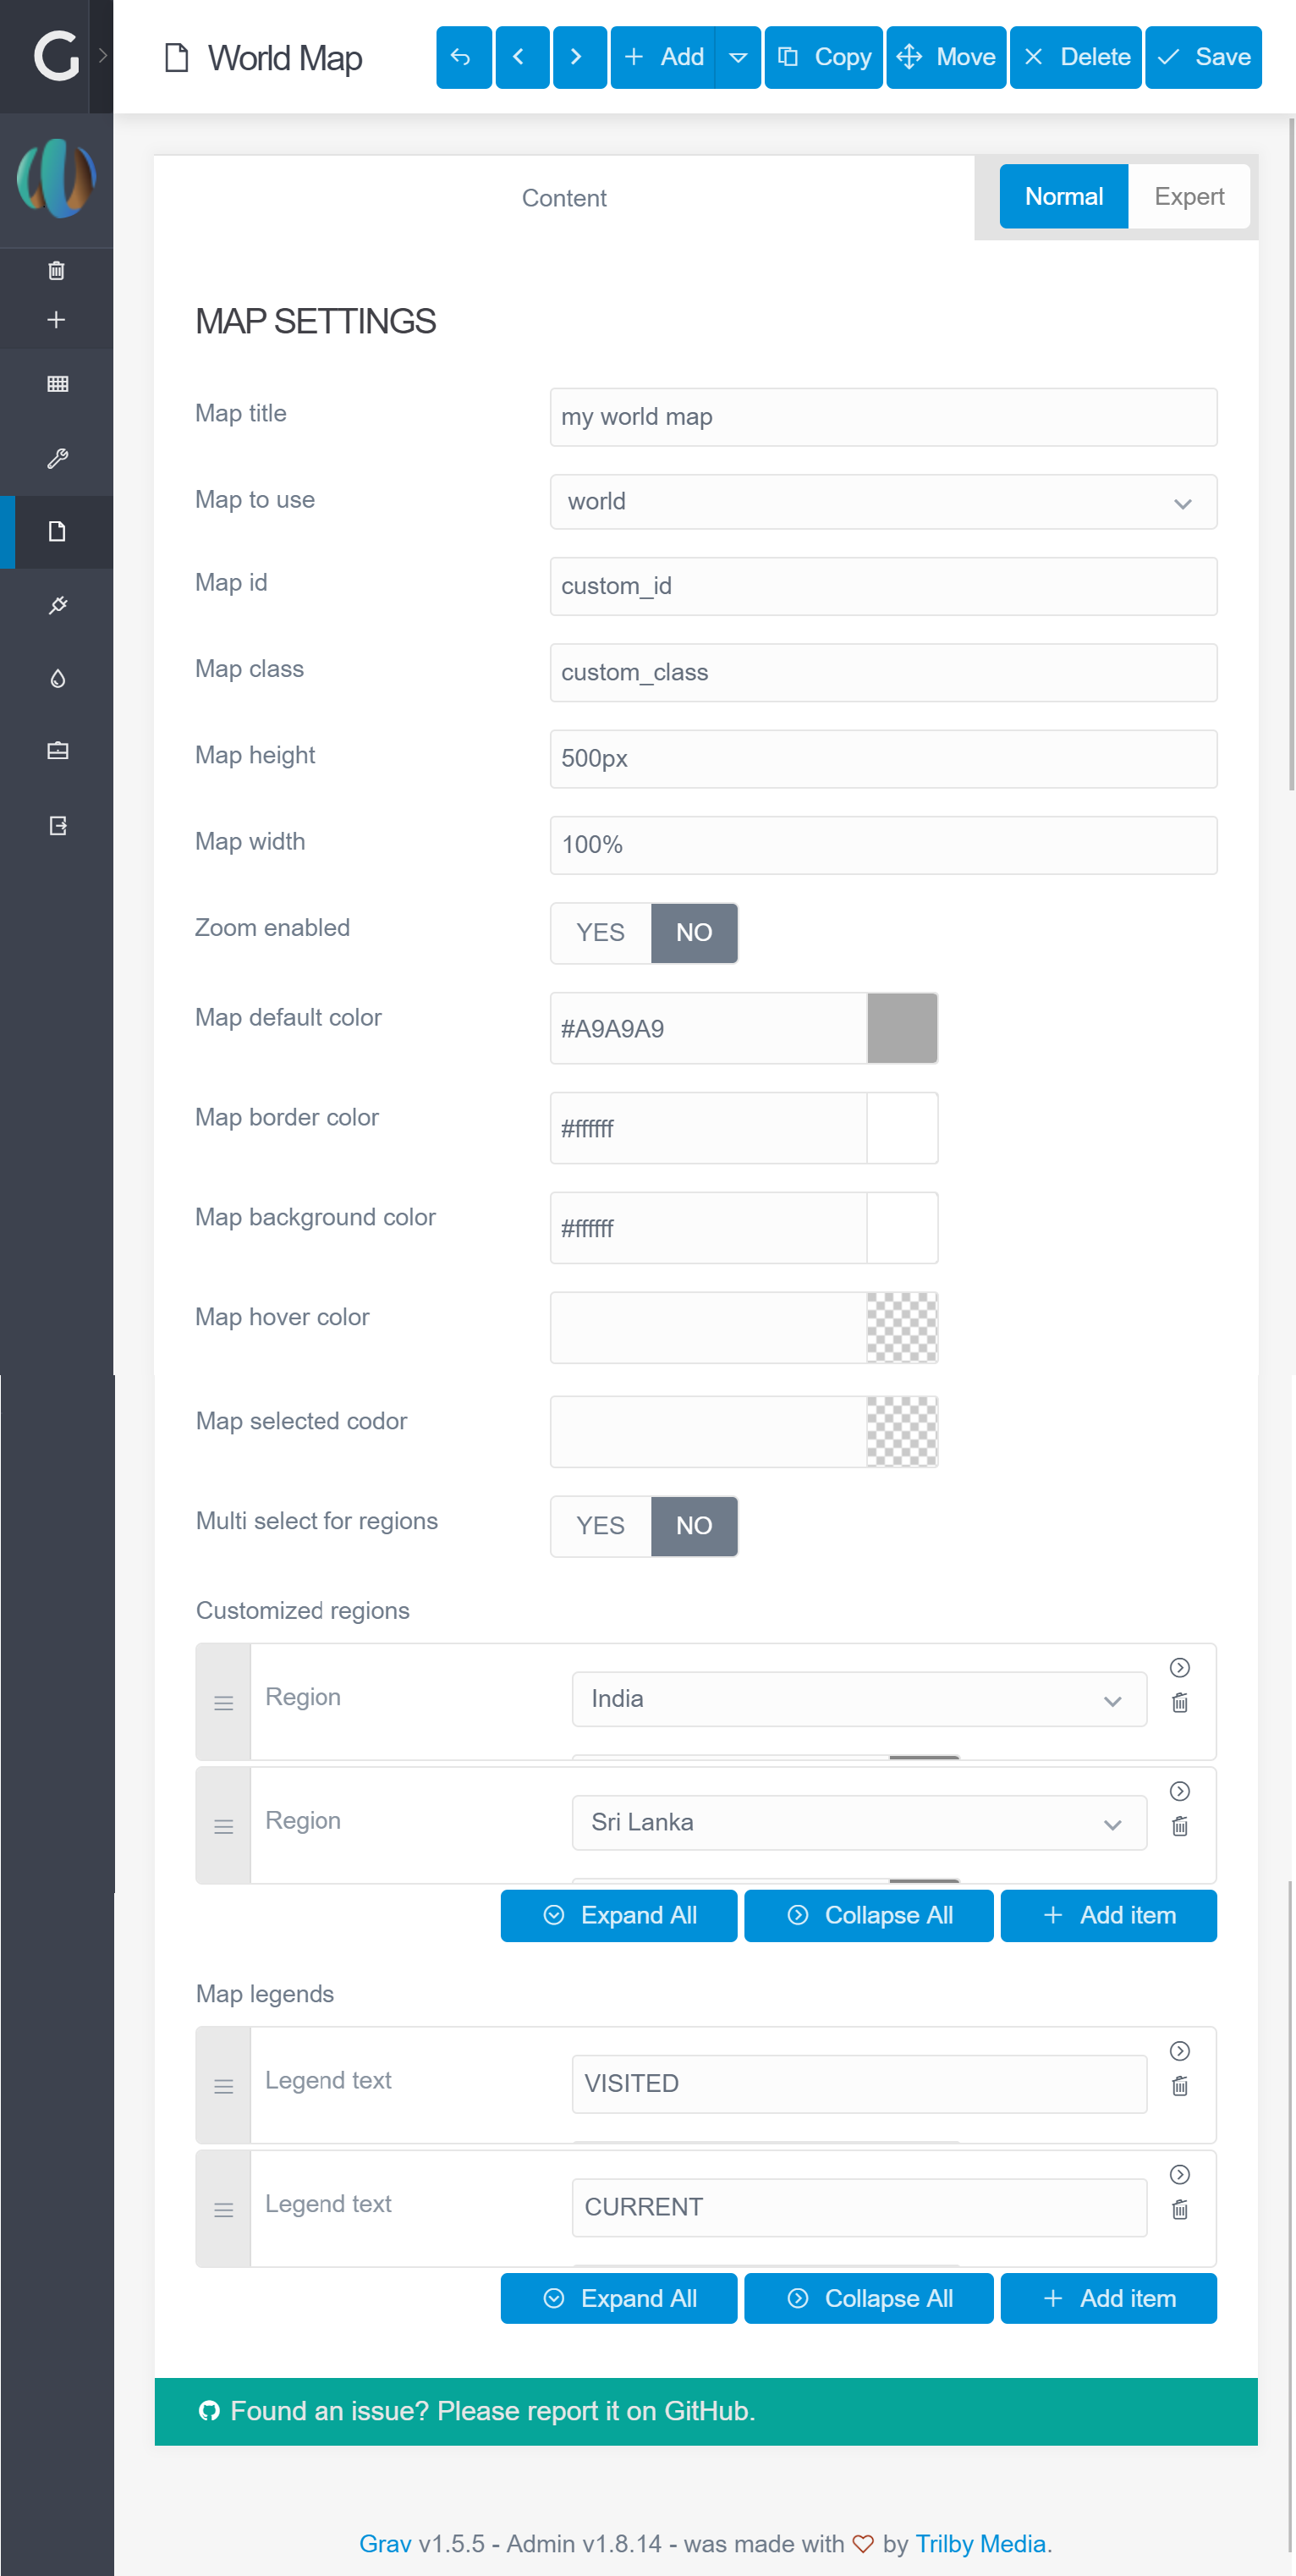 World Map
Add
Copy
Move
Delete
Save
Content
Normal
Expert
MAP SETTINGS
Map title
my world map
Map to use
world
Map id
custom_id
Map class
custom_class
Map height
500px
Map width
100%
Zoom enabled
YES NO
Map default color
#A9A9A9
Map border color
#ffffff
Map background color
#ffffff
Map hover color
Map selected codor
Multi select for regions
YES NO
Customized regions
Region
India
Region
Sri Lanka
Expand All
Collapse All
Add item
Map legends
Legend text
VISITED
Legend text
CURRENT
Expand All
Collapse All
Add item
Found an issue? Please report it on GitHub.
Grav v1.5.5 - Admin v1.8.14 - was made with by Trilby Media.